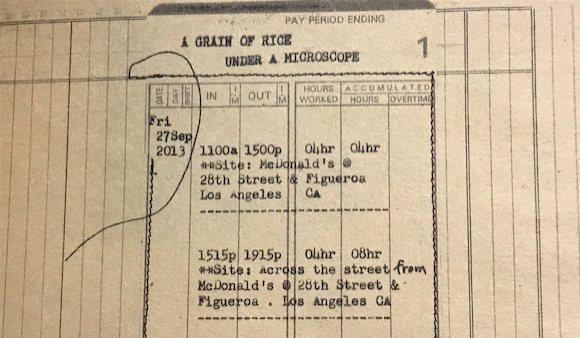 PAY PERIOD ENDING
A GRAIN OF RICE
UNDER A MICROSCOPE
1
DATE DAY SHIFT IN I M OUT I M HOURS WORKED ACCUMULATED HOURS OVERTIME
Fri
27Sep
2013 1100a 1500p 04hr 04hr
**Site: McDonald's @
28th Street & Figueroa
Los Angeles CA
1515p 1915p 04hr 08hr
**Site: Across the street from
McDonald's @ 28th Street &
Figueroa . Los Angeles CA